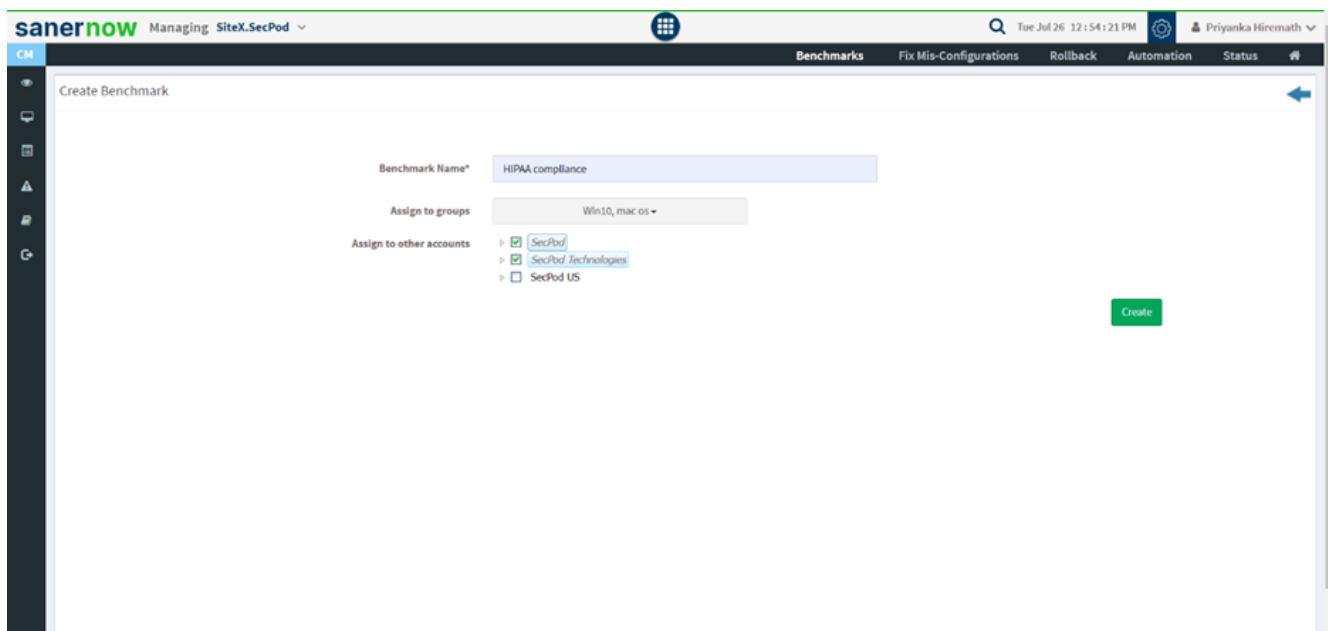 sanernow Managing SiteX.SecPod Tue Jul 26 12:54:21 PM Priyanka Hiremath
CM Benchmarks Fix Mis-Configurations Rollback Automation Status
Create Benchmark
Benchmark Name* HIPAA compliance
Assign to groups Win10, mac os
Assign to other accounts SecPod
SecPod Technologies
SecPod US
Create